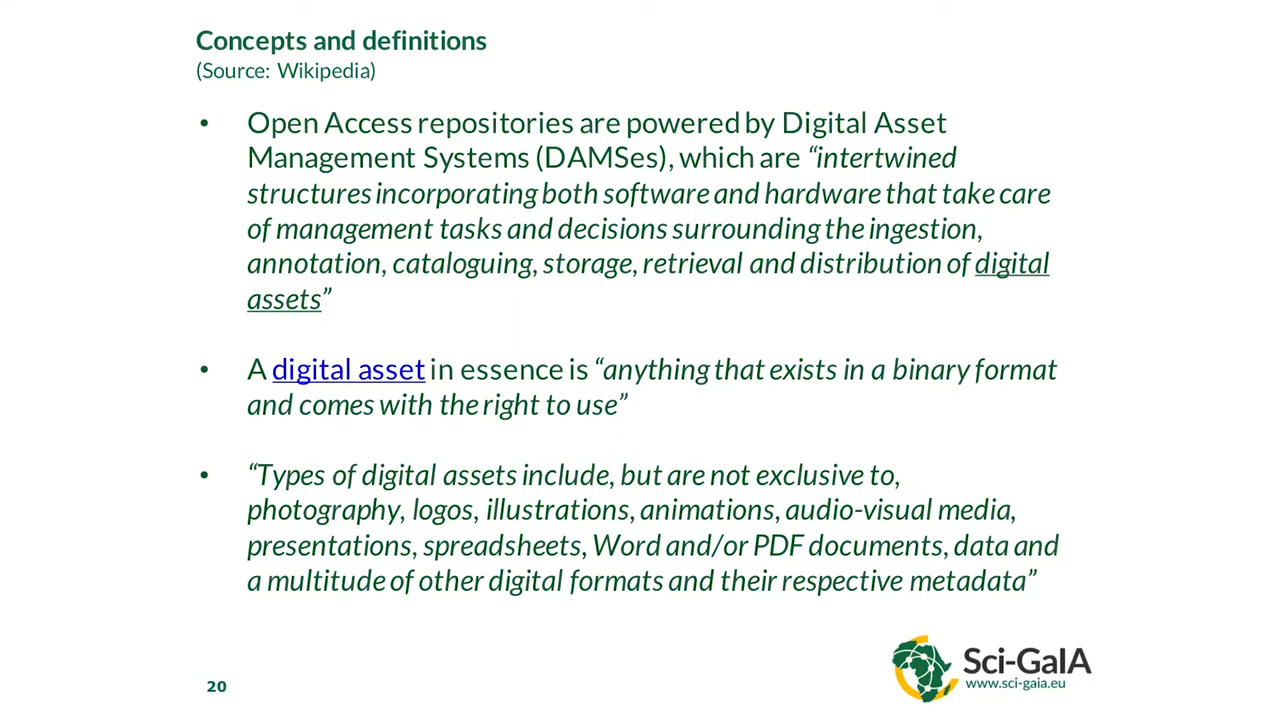 Concepts and definitions
(Source: Wikipedia)
• Open Access repositories are powered by Digital Asset
Management Systems (DAMSes), which are “intertwined
structures incorporating both software and hardware that take care
of management tasks and decisions surrounding the ingestion,
annotation, cataloguing, storage, retrieval and distribution of digital
assets”
• A digital asset in essence is “anything that exists in a binary format
and comes with the right to use”
• “Types of digital assets include, but are not exclusive to,
photography, logos, illustrations, animations, audio-visual media,
presentations, spreadsheets, Word and/or PDF documents, data and
a multitude of other digital formats and their respective metadata”
Sci-GaIA
www.sci-gaia.eu
20